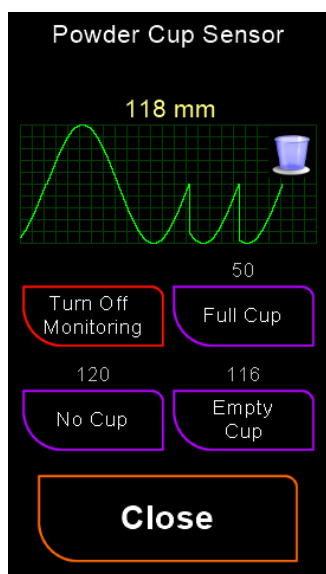 Powder Cup Sensor
118 mm
50
Turn Off
Monitoring
Full Cup
120
116
No Cup
Empty
Cup
Close